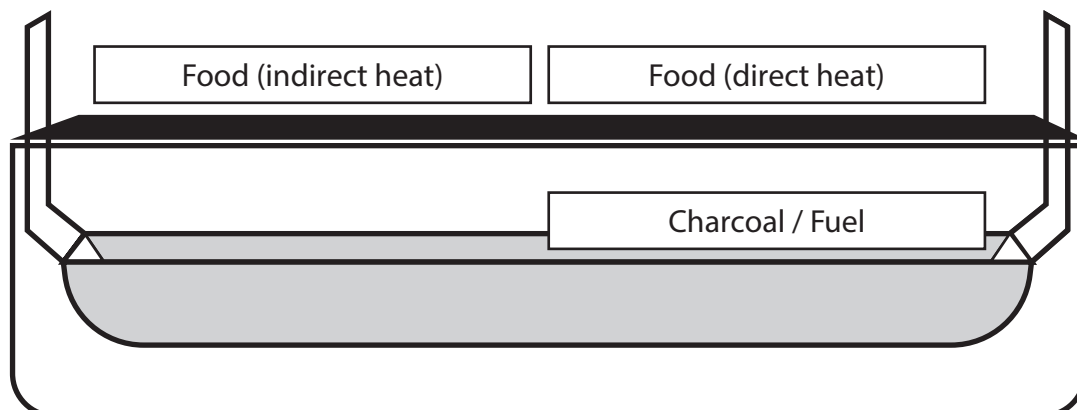 Food (indirect heat)
Food (direct heat)
Charcoal / Fuel